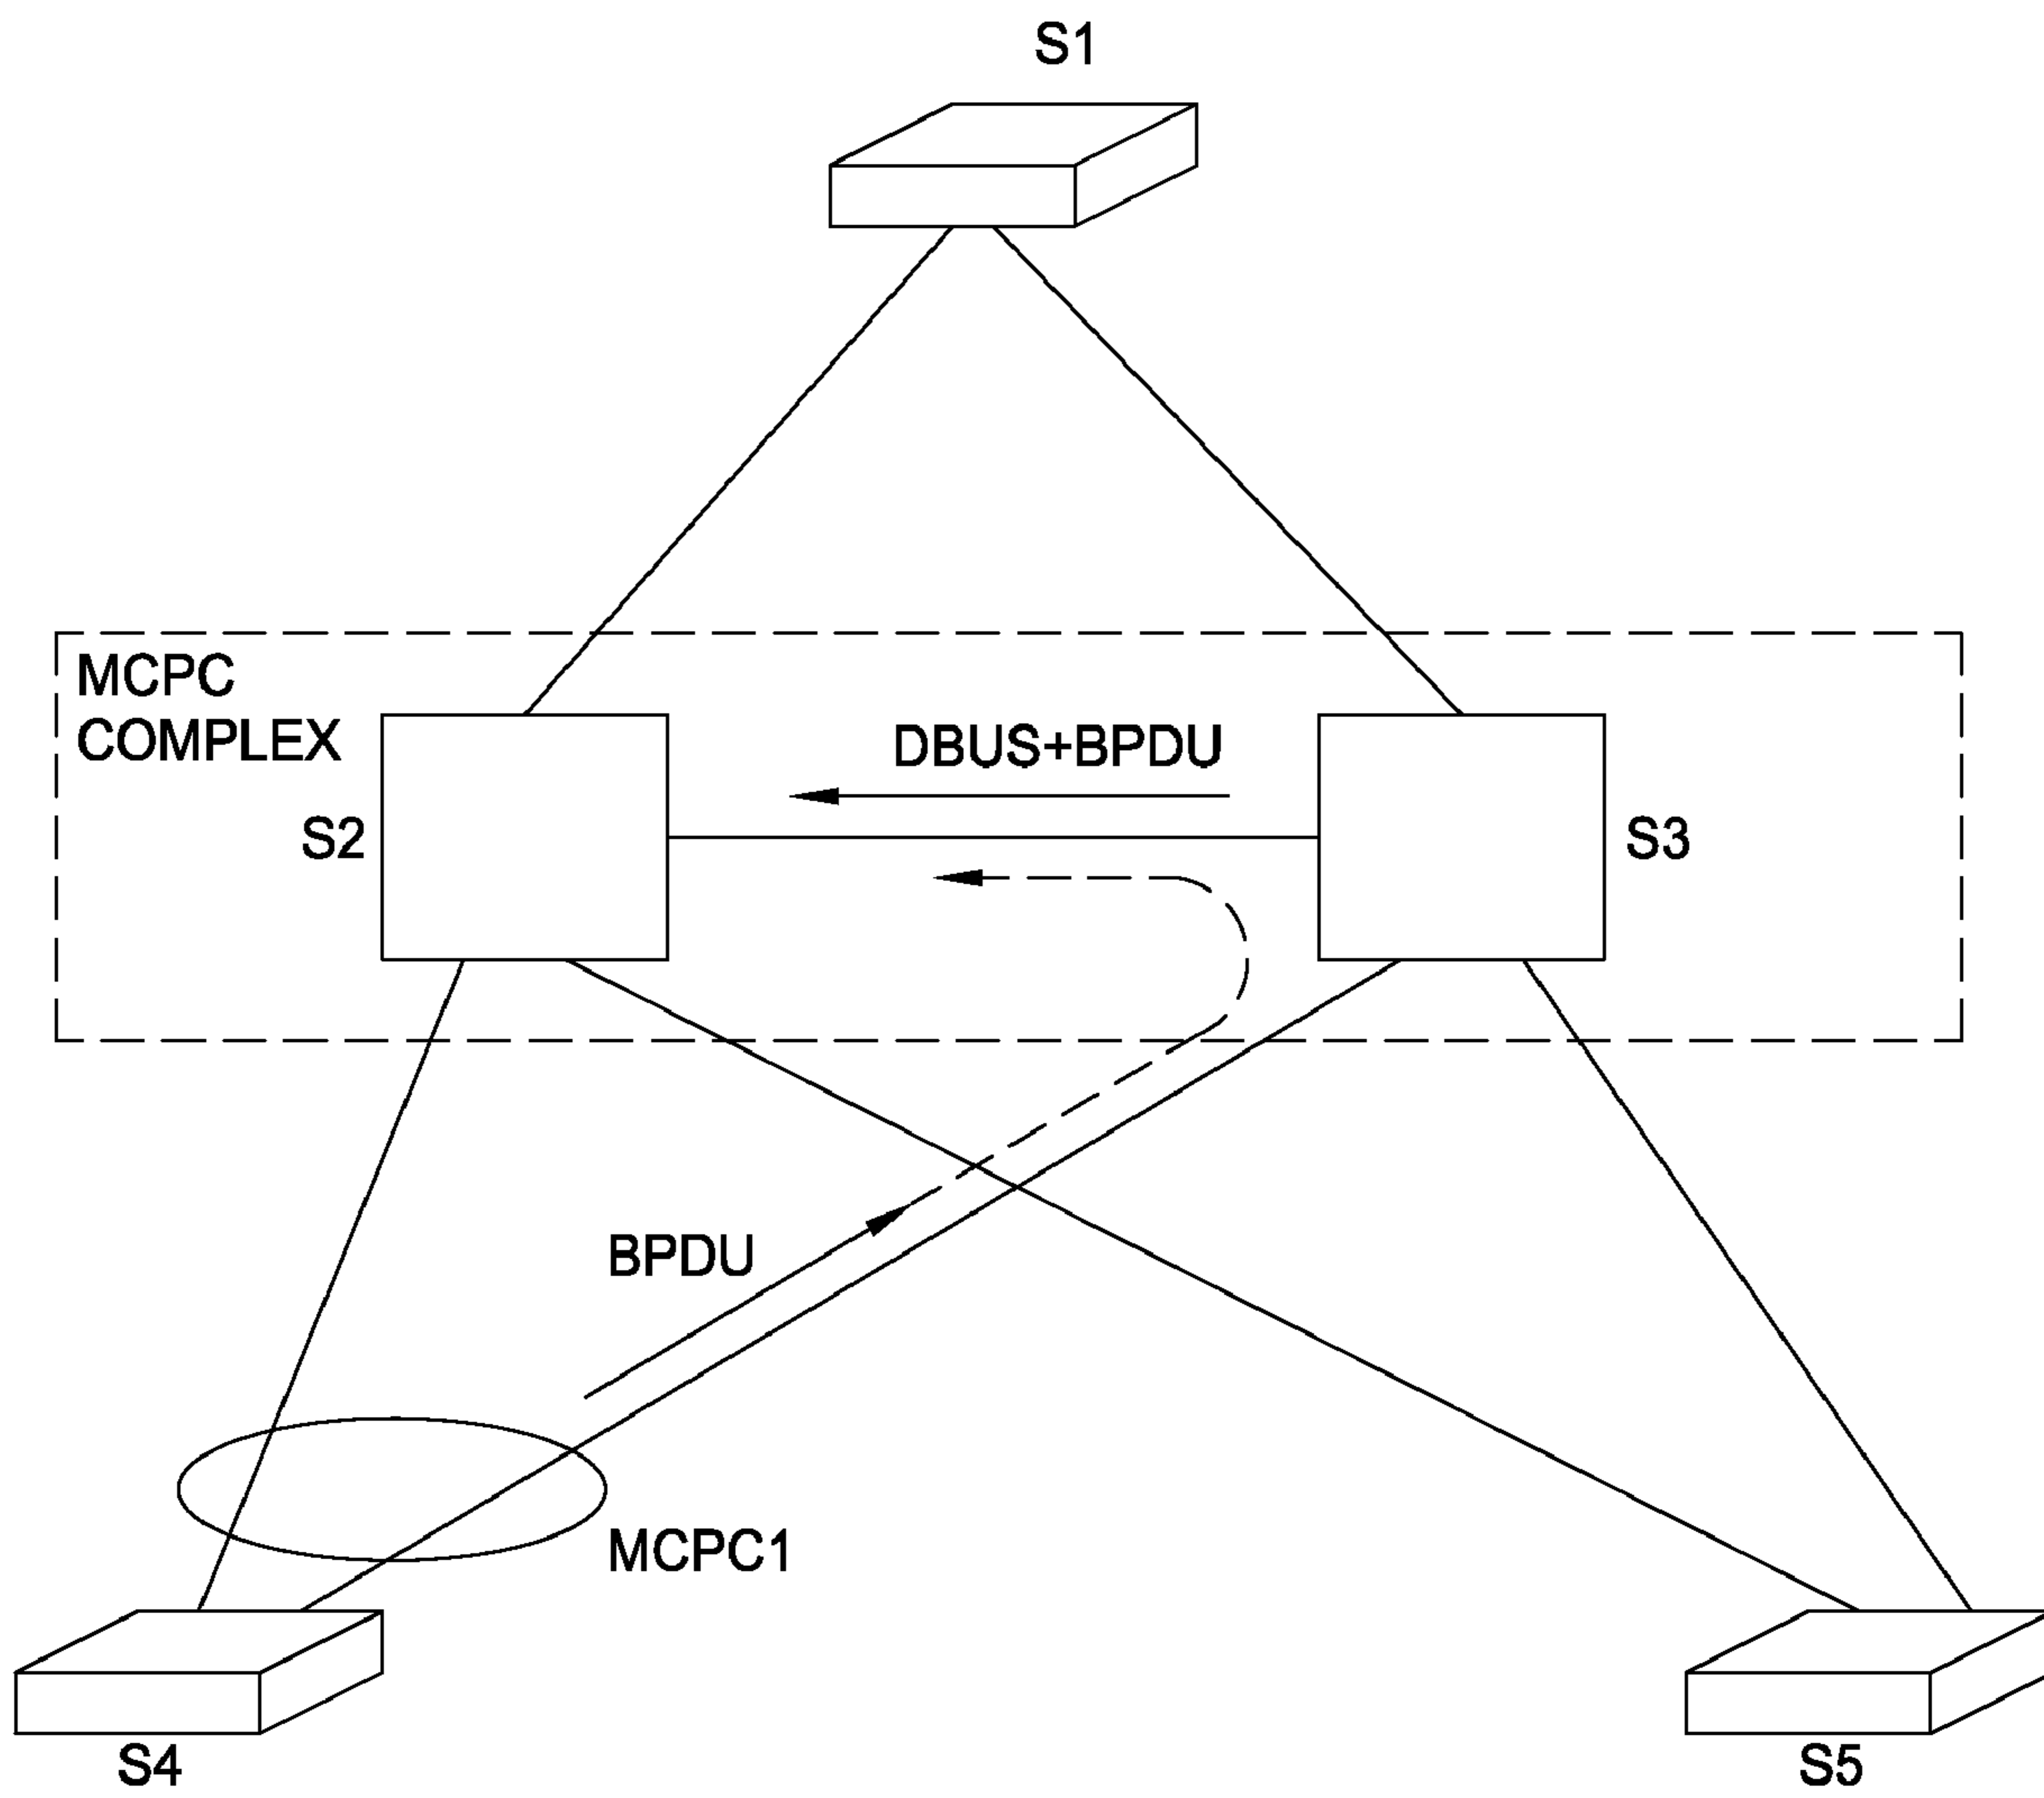 S1
MCPC
COMPLEX
DBUS+BPDU
S2
S3
BPDU
MCPC1
S4
S5